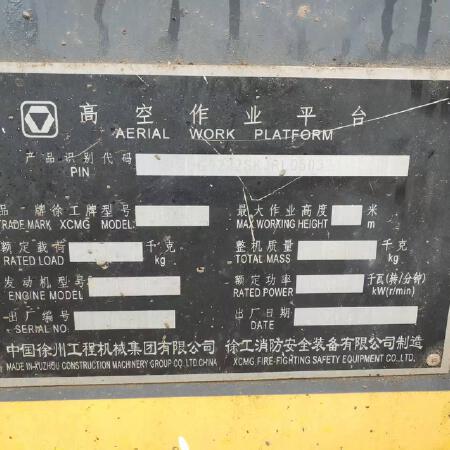 高空作业平台
AERIAL WORK PLATFORM
产品识别代码
PIN
品 牌 徐工牌 型号 最大作业高度 米
TRADE MARK XCMG MODEL: MAX WORKING HEIGHT m
额定载荷 千克 整机质量 千克
RATED LOAD kg TOTAL MASS kg
发动机型号 额定功率 千瓦(转/分钟)
ENGINE MODEL RATED POWER kW(r/min)
出厂编号 出厂日期
SERIAL NO. DATE
中国徐州工程机械集团有限公司 徐工消防安全装备有限公司制造
MADE IN XUZHOU CONSTRUCTION MACHINERY GROUP CO.LTD.CHINA XCMG FIRE-FIGHTING SAFETY EQUIPMENT CO.,LTD.